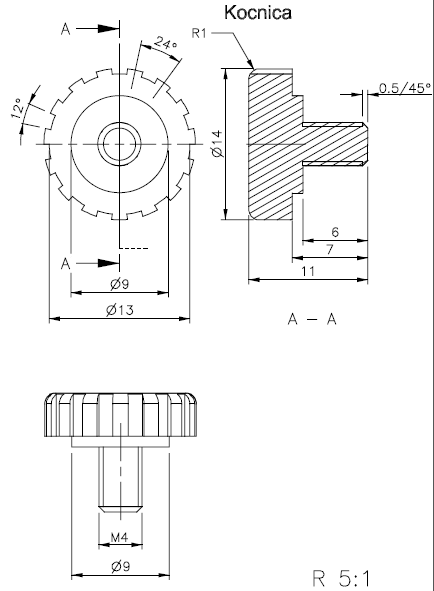 Kocnica
A
R1
24°
12°
0.5/45°
Ø14
A
6
7
11
Ø9
Ø13
A – A
M4
Ø9
R 5:1